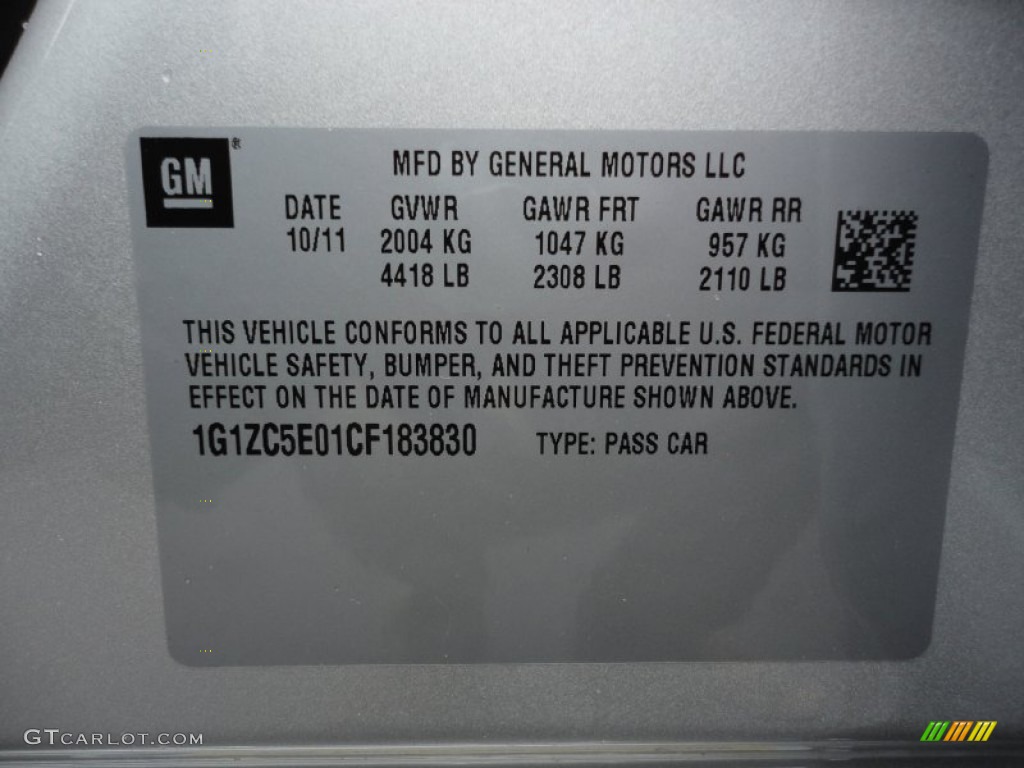 GM ®
MFD BY GENERAL MOTORS LLC
DATE GVWR GAWR FRT GAWR RR
10/11 2004 KG 1047 KG 957 KG
4418 LB 2308 LB 2110 LB
THIS VEHICLE CONFORMS TO ALL APPLICABLE U.S. FEDERAL MOTOR
VEHICLE SAFETY, BUMPER, AND THEFT PREVENTION STANDARDS IN
EFFECT ON THE DATE OF MANUFACTURE SHOWN ABOVE.
1G1ZC5E01CF183830 TYPE: PASS CAR
GTCARLOT.COM